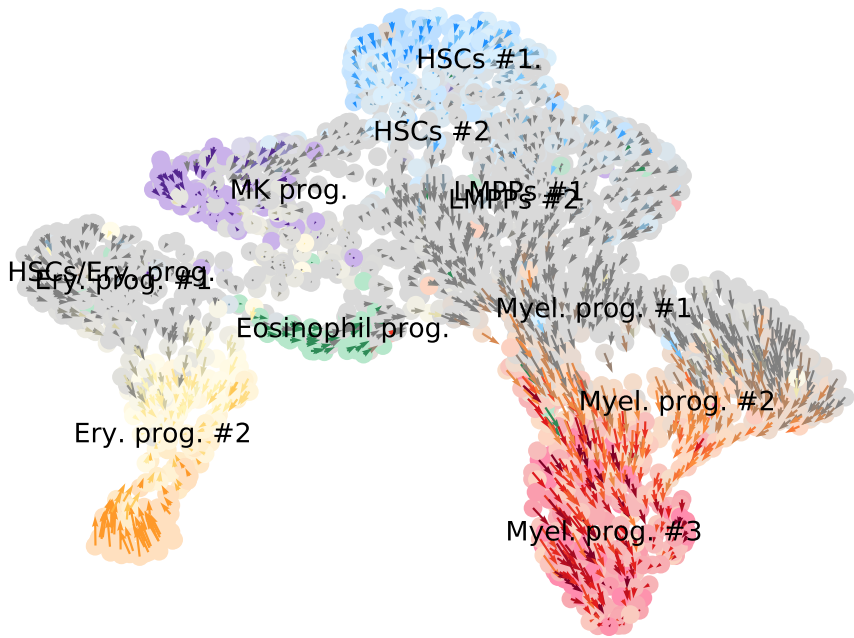 HSCs #1.
HSCs #2
MK prog.
LMPPs #1
LMPPs #2
HSCs/Ery. prog.
Ery. prog. #1
Myel. prog. #1
Eosinophil prog.
Myel. prog. #2
Ery. prog. #2
Myel. prog. #3